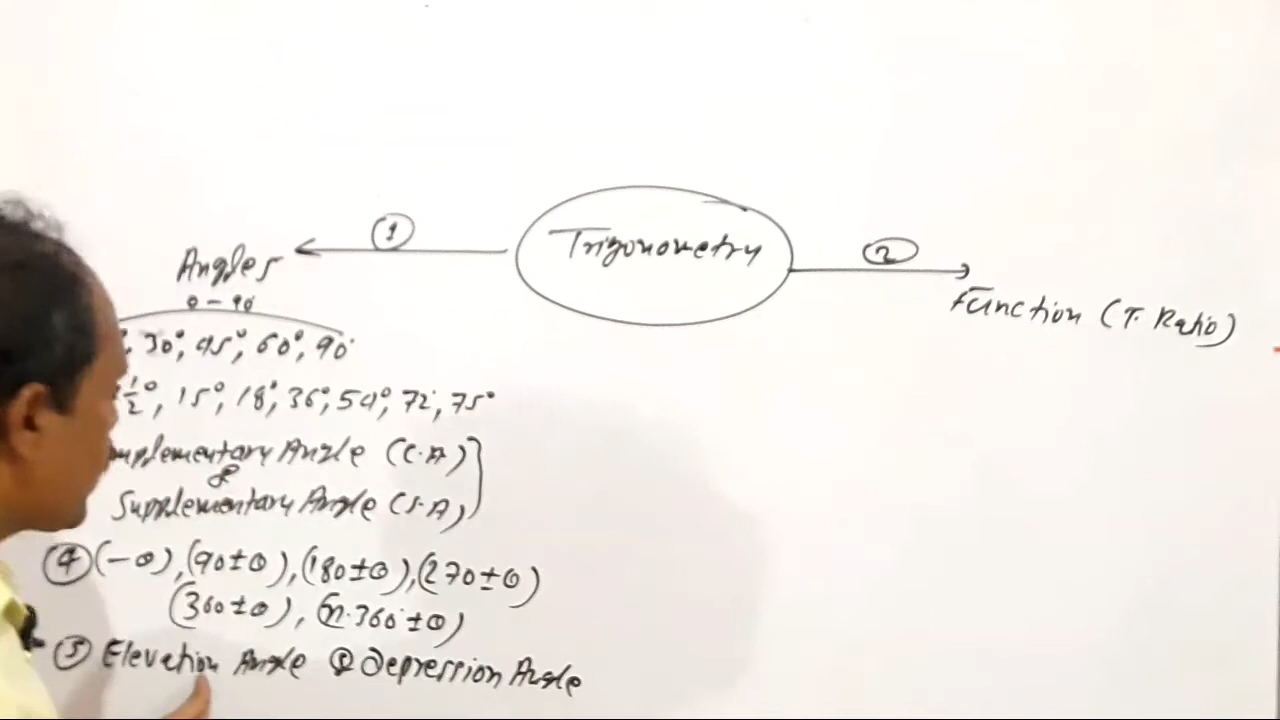 Trigonometry
①
Angles
0 - 90
30°, 45°, 60°, 90°
½°, 15°, 18°, 36°, 54°, 72°, 75°
mplementary Angle (C.A)
&
Supplementary Angle (S.A)
④ (-θ), (90±θ), (180±θ), (270±θ)
(360±θ), (n.360°±θ)
⑤ Elevation Angle & Depression Angle
②
Function (T. Ratio)